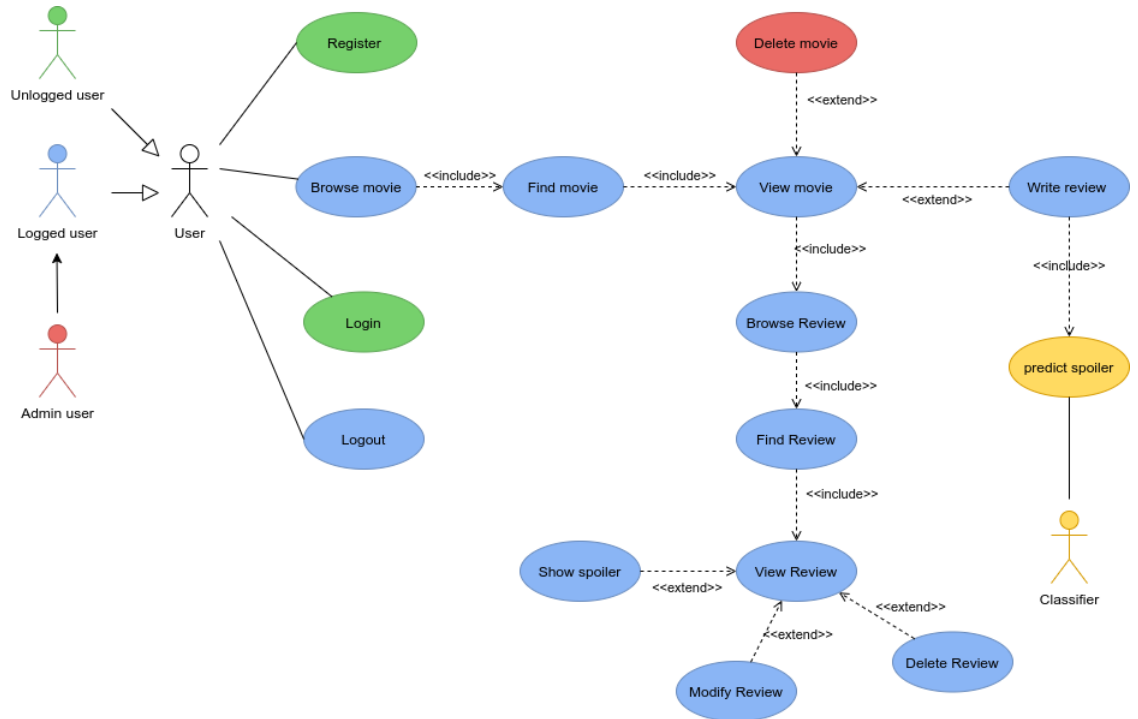 Register
Delete movie
Unlogged user
<<extend>>
Browse movie
<<include>>
Find movie
<<include>>
View movie
<<extend>>
Write review
Logged user
User
<<include>>
<<include>>
Login
Browse Review
predict spoiler
Admin user
<<include>>
Logout
Find Review
<<include>>
Show spoiler
<<extend>>
View Review
<<extend>>
Classifier
<<extend>>
Delete Review
Modify Review